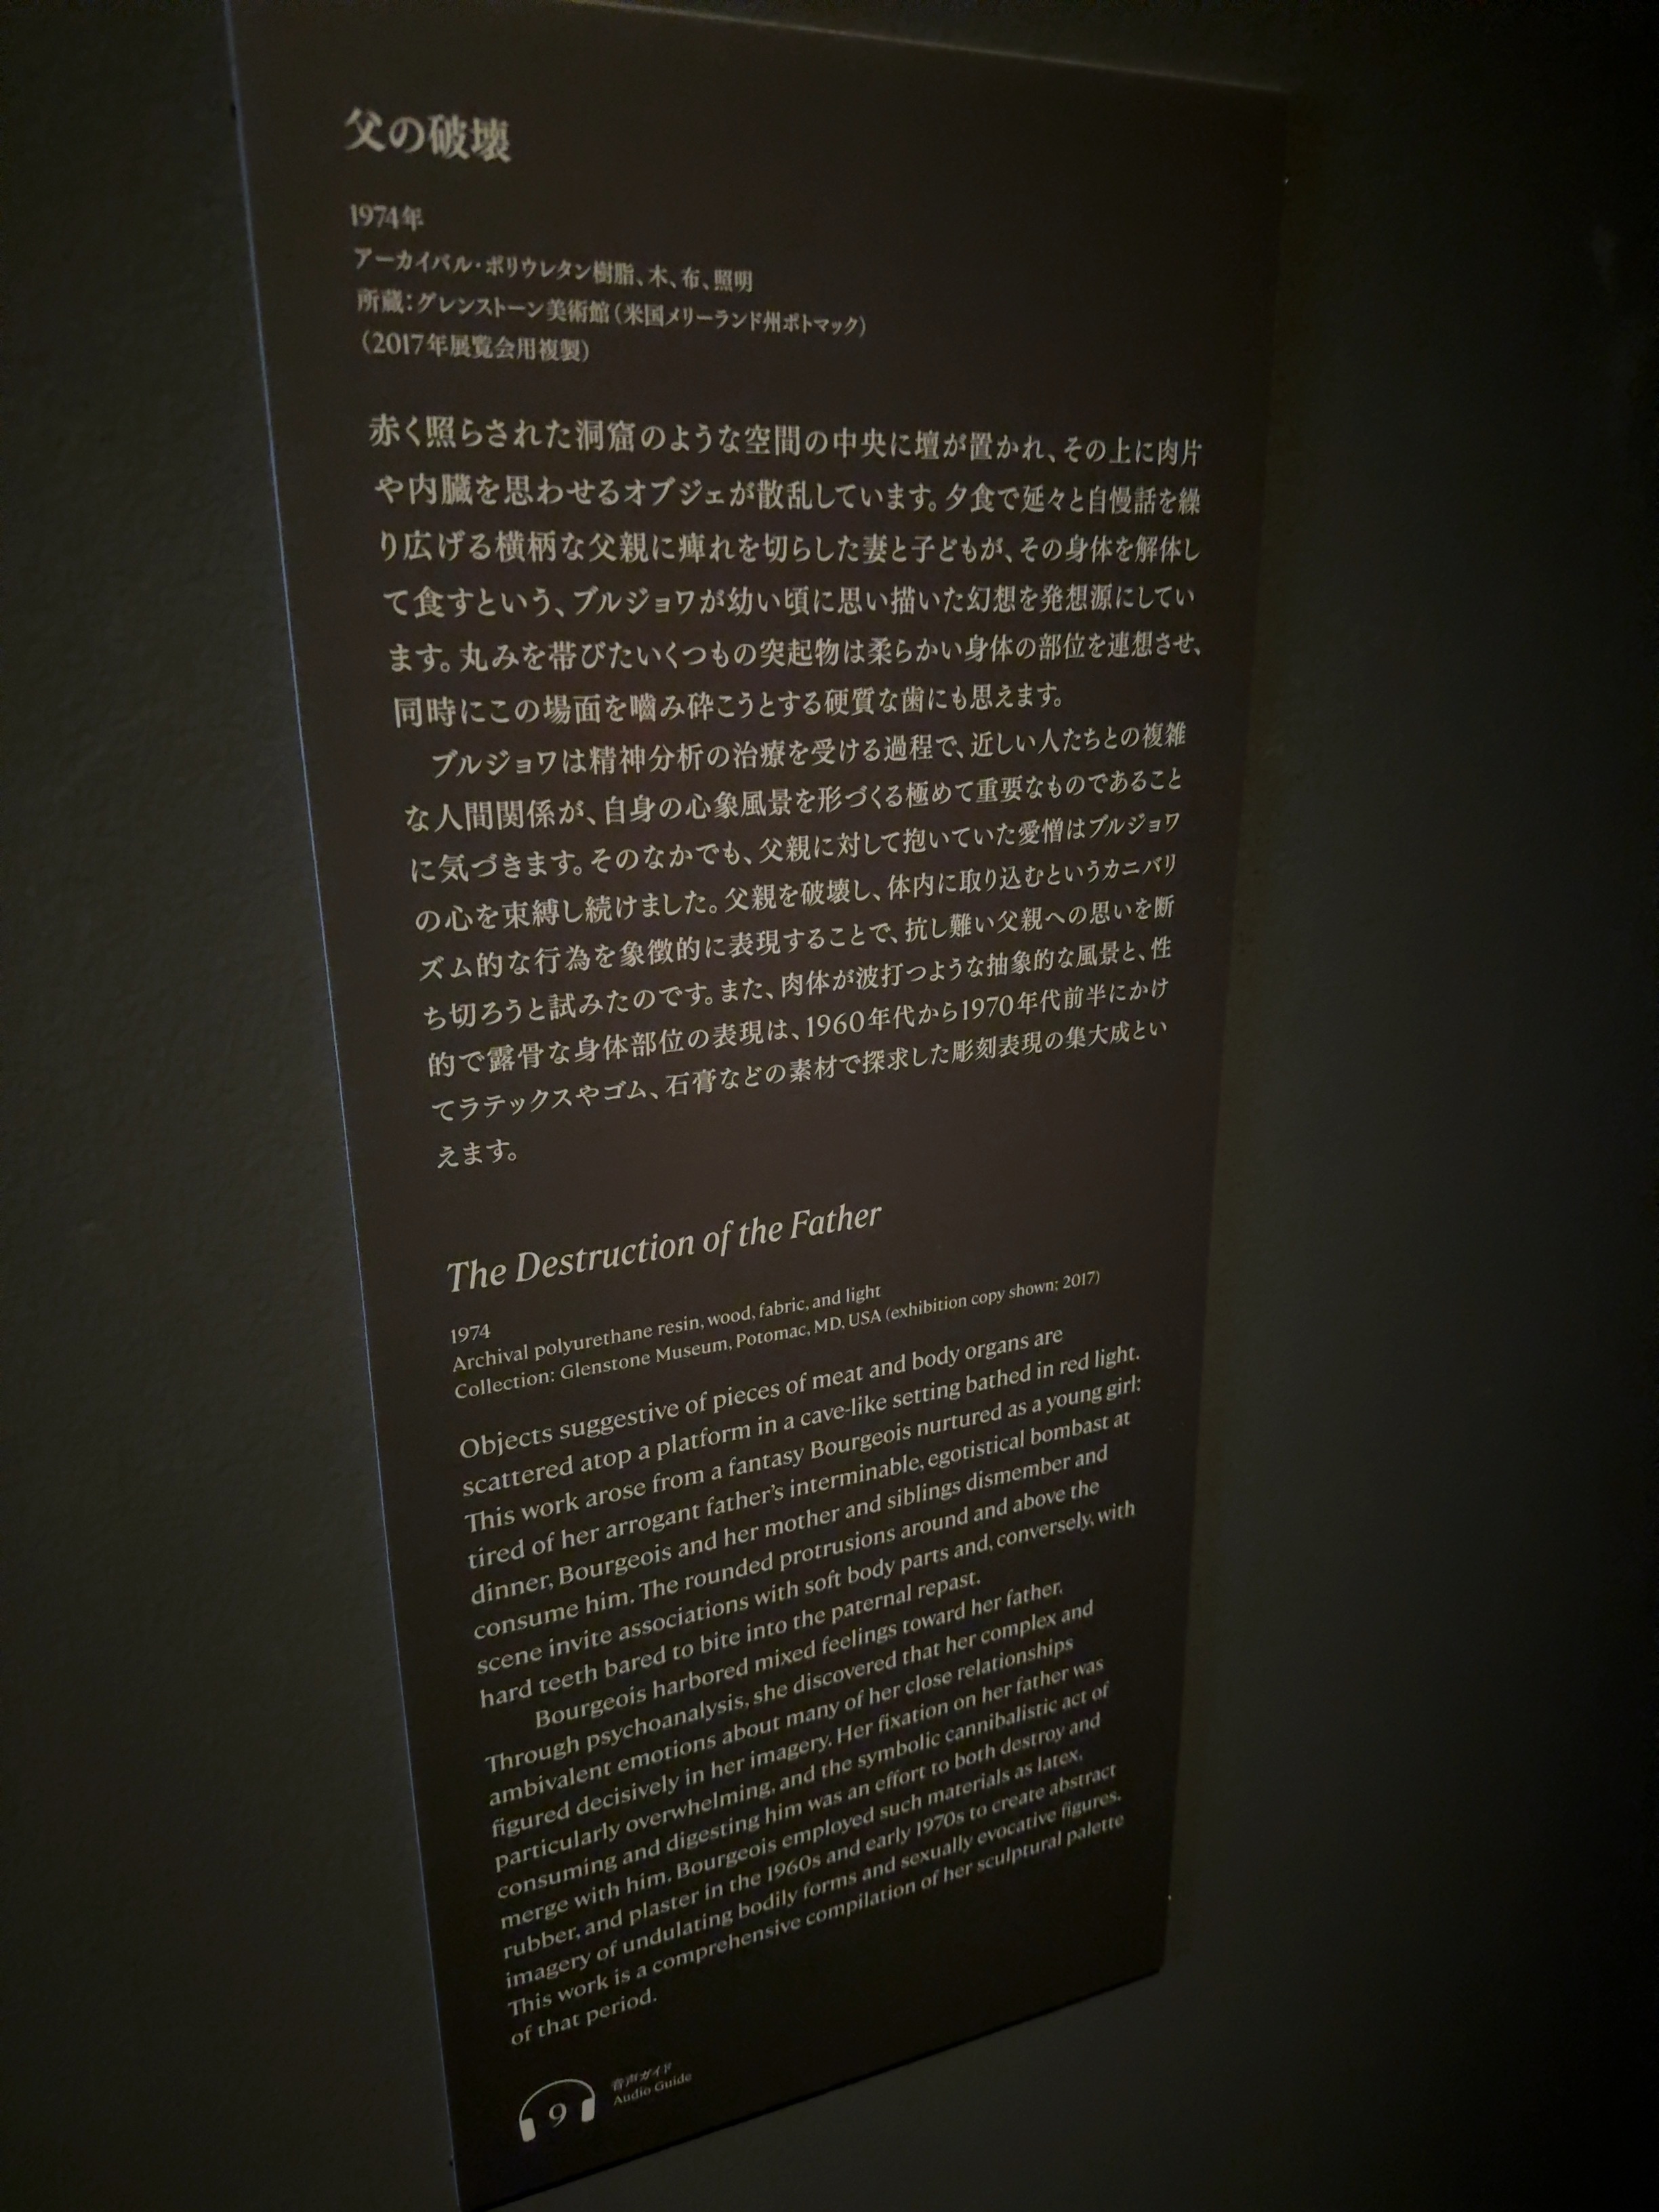 父の破壊
1974年
アーカイバル・ポリウレタン樹脂、木、布、照明
所蔵：グレンストーン美術館（米国メリーランド州ポトマック）
（2017年展覧会用複製）
赤く照らされた洞窟のような空間の中央に壇が置かれ、その上に肉片
や内臓を思わせるオブジェが散乱しています。夕食で延々と自慢話を繰
り広げる横柄な父親に痺れを切らした妻と子どもが、その身体を解体し
て食すという、ブルジョワが幼い頃に思い描いた幻想を発想源にしてい
ます。丸みを帯びたいくつもの突起物は柔らかい身体の部位を連想させ、
同時にこの場面を嚙み砕こうとする硬質な歯にも思えます。
ブルジョワは精神分析の治療を受ける過程で、近しい人たちとの複雑
な人間関係が、自身の心象風景を形づくる極めて重要なものであること
に気づきます。そのなかでも、父親に対して抱いていた愛憎はブルジョワ
の心を束縛し続けました。父親を破壊し、体内に取り込むというカニバリ
ズム的な行為を象徴的に表現することで、抗し難い父親への思いを断
ち切ろうと試みたのです。また、肉体が波打つような抽象的な風景と、性
的で露骨な身体部位の表現は、1960年代から1970年代前半にかけ
てラテックスやゴム、石膏などの素材で探求した彫刻表現の集大成とい
えます。
The Destruction of the Father
1974
Archival polyurethane resin, wood, fabric, and light
Collection: Glenstone Museum, Potomac, MD, USA (exhibition copy shown; 2017)
Objects suggestive of pieces of meat and body organs are
scattered atop a platform in a cave-like setting bathed in red light.
This work arose from a fantasy Bourgeois nurtured as a young girl:
tired of her arrogant father's interminable, egotistical bombast at
dinner, Bourgeois and her mother and siblings dismember and
consume him. The rounded protrusions around and above the
scene invite associations with soft body parts and, conversely, with
hard teeth bared to bite into the paternal repast.
Bourgeois harbored mixed feelings toward her father.
Through psychoanalysis, she discovered that her complex and
ambivalent emotions about many of her close relationships
figured decisively in her imagery. Her fixation on her father was
particularly overwhelming, and the symbolic cannibalistic act of
consuming and digesting him was an effort to both destroy and
merge with him. Bourgeois employed such materials as latex,
rubber, and plaster in the 1960s and early 1970s to create abstract
imagery of undulating bodily forms and sexually evocative figures.
This work is a comprehensive compilation of her sculptural palette
of that period.
9
音声ガイド
Audio Guide